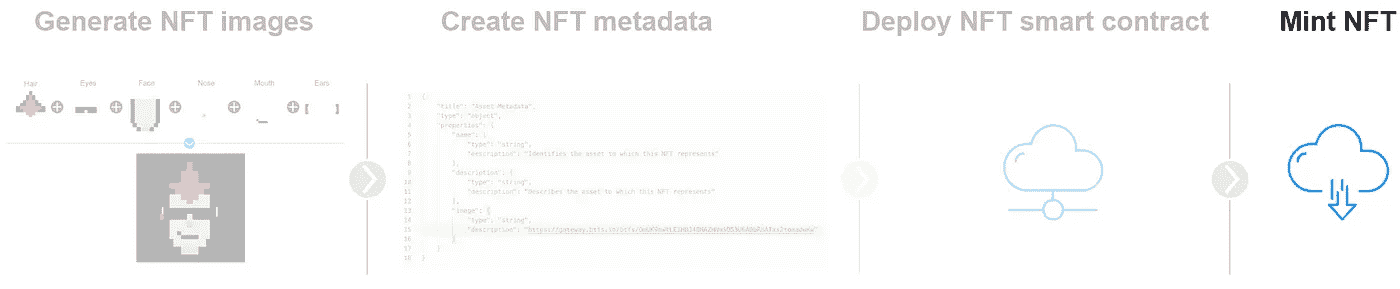 Generate NFT images
Create NFT metadata
Deploy NFT smart contract
Mint NFT
Hair
Eyes
Face
Nose
Mouth
Ears
1 {
2 "title": "Asset Metadata",
3 "type": "object",
4 "properties": {
5 "name": {
6 "type": "string",
7 "description": "Identifies the asset to which this NFT represents"
8 },
9 "description": {
10 "type": "string",
11 "description": "Describes the asset to which this NFT represents"
12 },
13 "image": {
14 "type": "string",
15 "description":
16 }
17 }
18 }